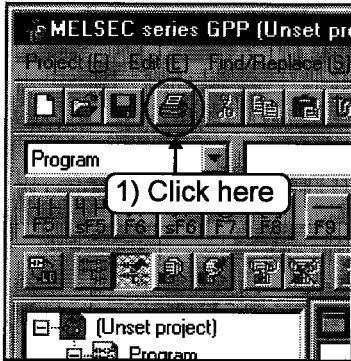 MELSEC series GPP (Unset pro
Project(F) Edit(E) Find/Replace(S)
Program
1) Click here
F5 sF5 F6 sF6 F7 F8 F9
(Unset project)
Program